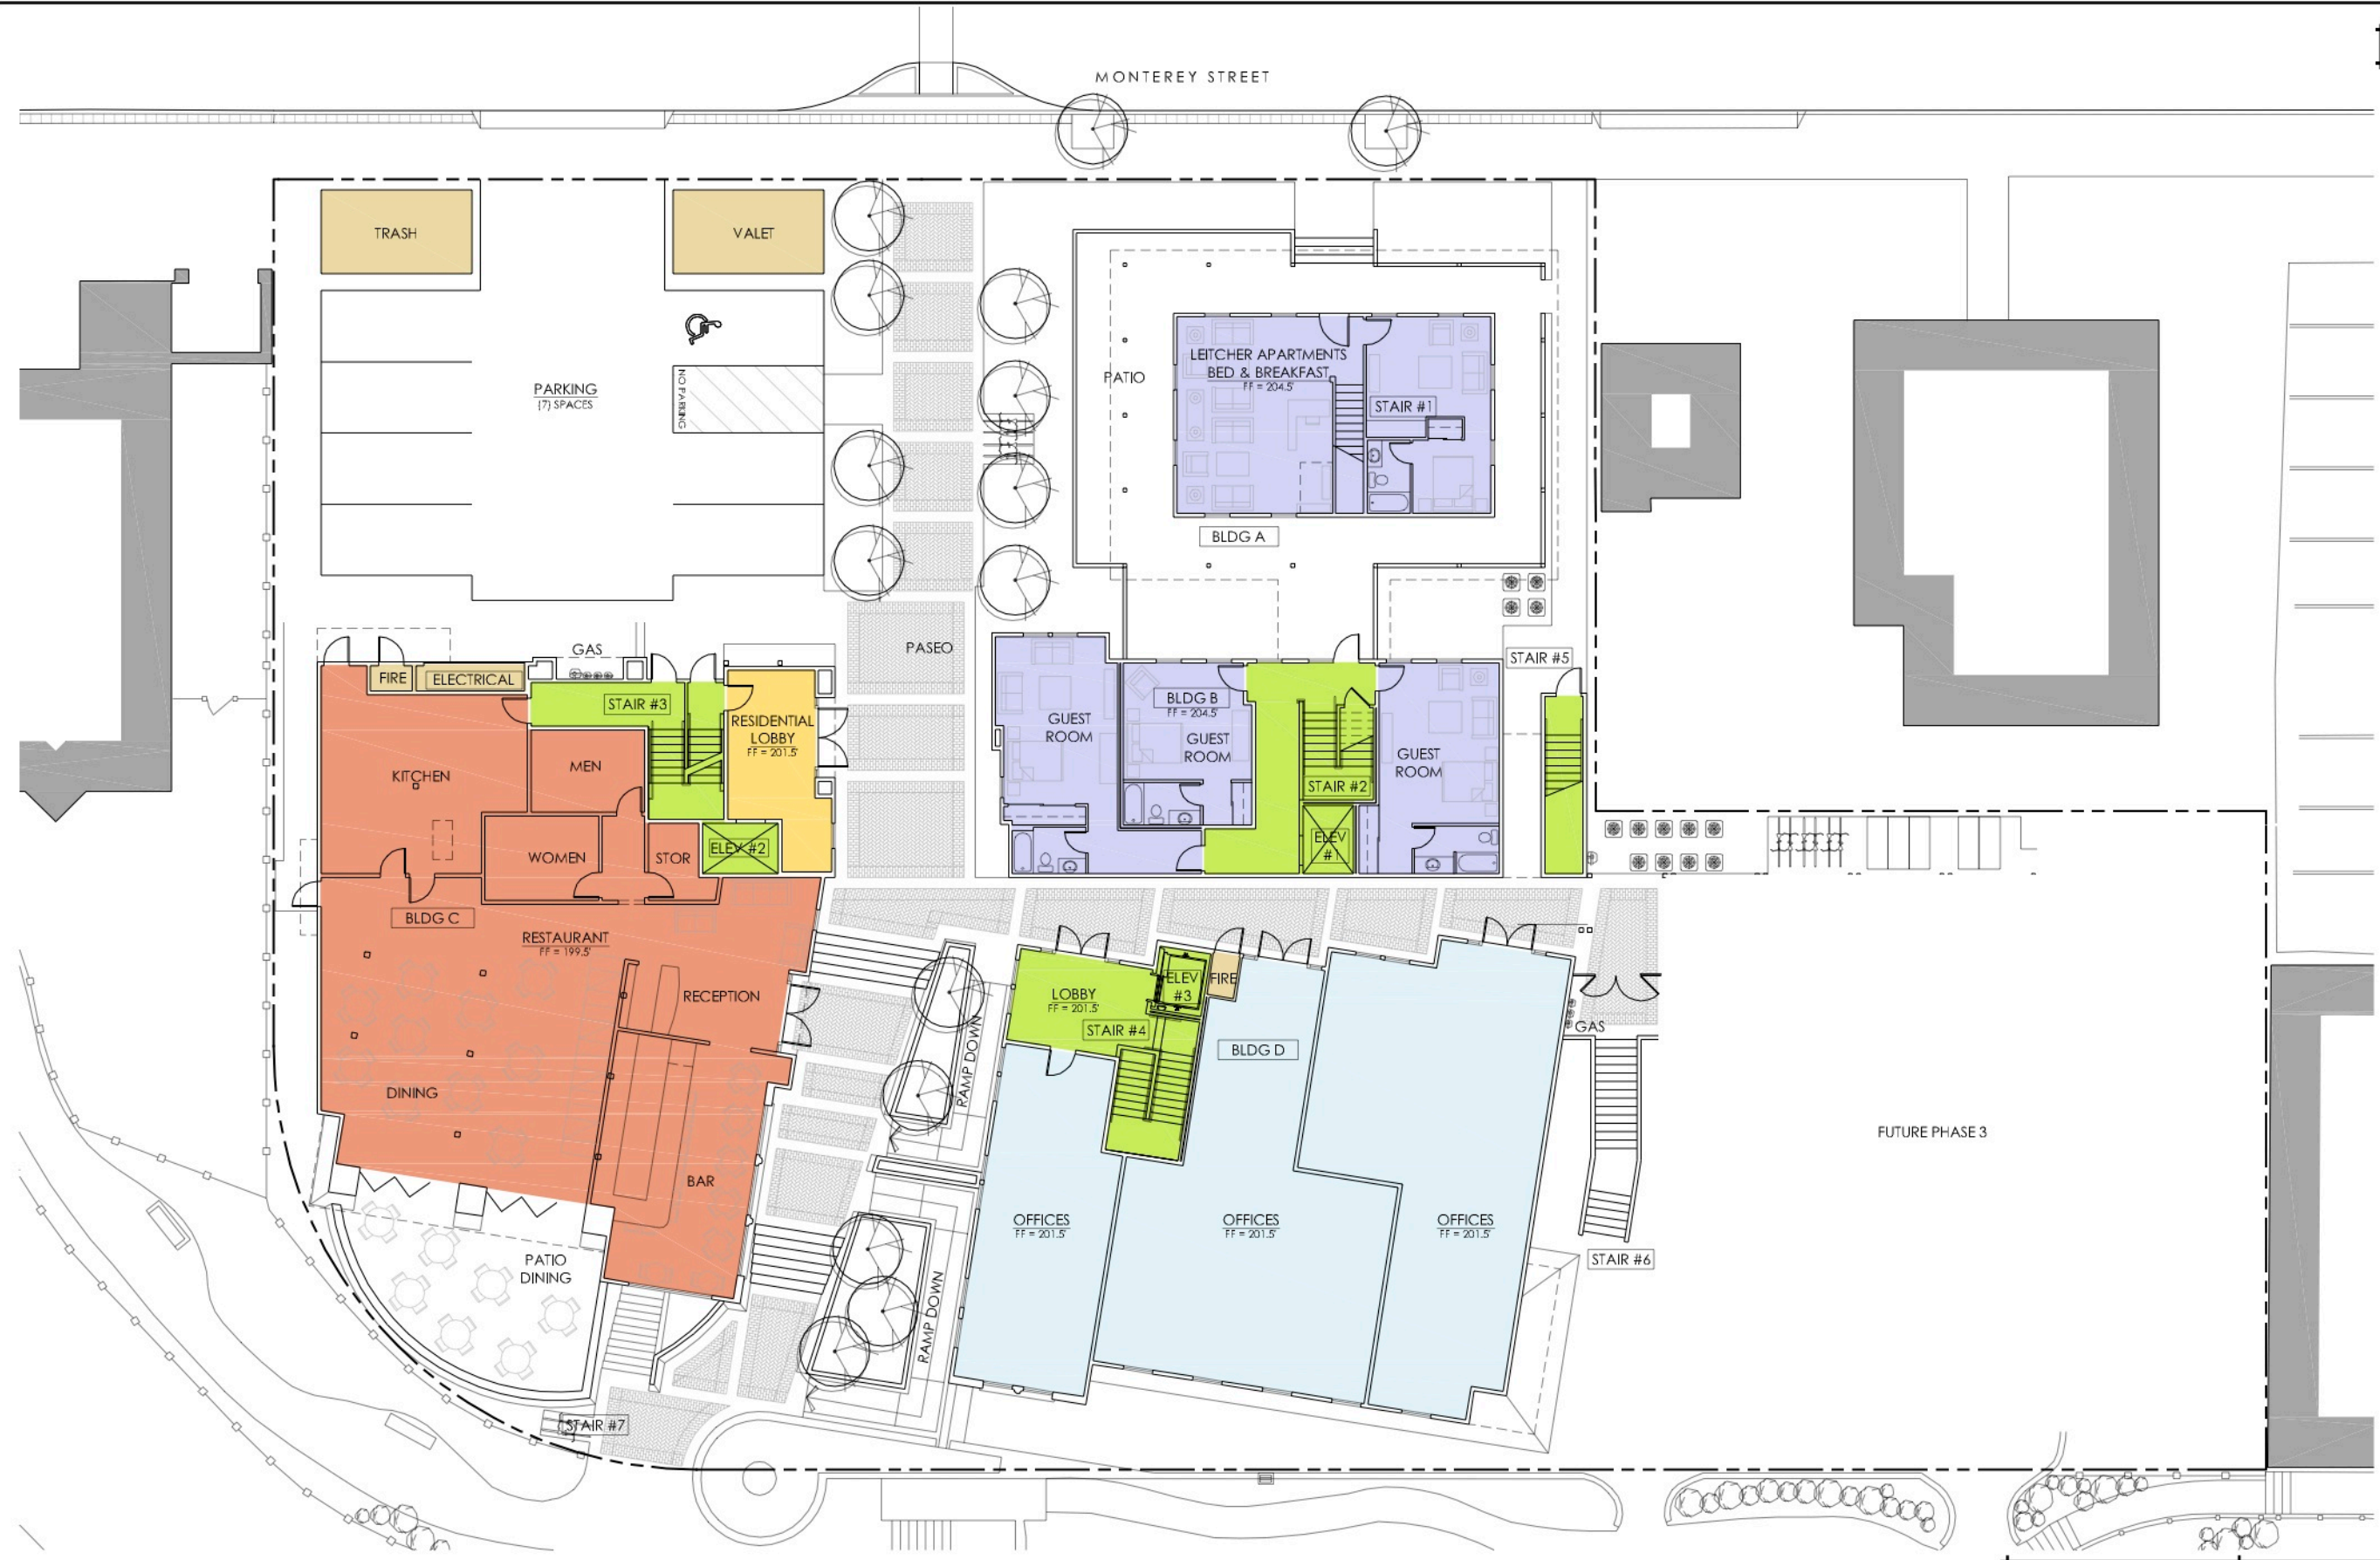 MONTEREY STREET
TRASH
VALET
PARKING
(7) SPACES
NO PARKING
PATIO
LEITCHER APARTMENTS
BED & BREAKFAST
FF = 204.5'
STAIR #1
BLDG A
GAS
PASEO
FIRE
ELECTRICAL
STAIR #3
RESIDENTIAL
LOBBY
FF = 201.5'
KITCHEN
MEN
WOMEN
STOR
ELEV #2
GUEST
ROOM
BLDG B
FF = 204.5'
GUEST
ROOM
STAIR #2
ELEV
#1
GUEST
ROOM
STAIR #5
BLDG C
RESTAURANT
FF = 199.5'
RECEPTION
DINING
BAR
PATIO
DINING
RAMP DOWN
RAMP DOWN
STAIR #7
LOBBY
FF = 201.5'
STAIR #4
ELEV
#3
FIRE
BLDG D
GAS
OFFICES
FF = 201.5'
OFFICES
FF = 201.5'
OFFICES
FF = 201.5'
STAIR #6
FUTURE PHASE 3